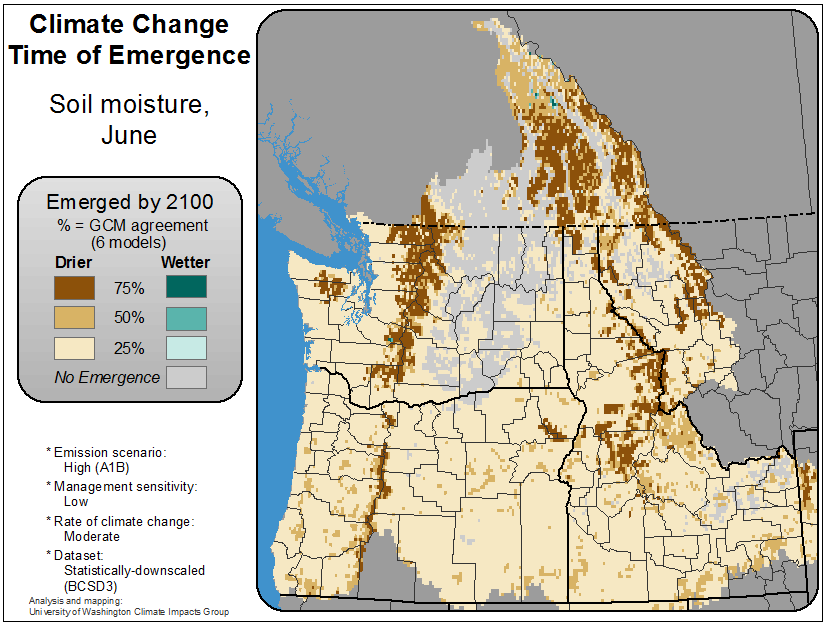 Climate Change
Time of Emergence
Soil moisture,
June
Emerged by 2100
% = GCM agreement
(6 models)
Drier Wetter
75%
50%
25%
No Emergence
* Emission scenario:
High (A1B)
* Management sensitivity:
Low
* Rate of climate change:
Moderate
* Dataset:
Statistically-downscaled
(BCSD3)
Analysis and mapping:
University of Washington Climate Impacts Group